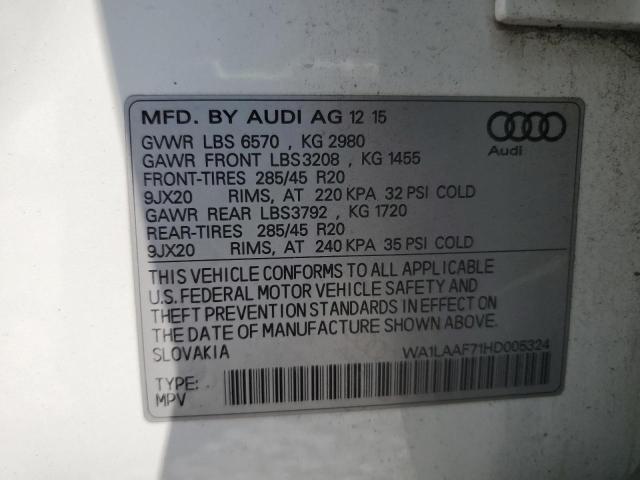 MFD. BY AUDI AG 12 15
Audi
GVWR LBS 6570 , KG 2980
GAWR FRONT LBS3208 , KG 1455
FRONT-TIRES 285/45 R20
9JX20 RIMS, AT 220 KPA 32 PSI COLD
GAWR REAR LBS3792 , KG 1720
REAR-TIRES 285/45 R20
9JX20 RIMS, AT 240 KPA 35 PSI COLD
THIS VEHICLE CONFORMS TO ALL APPLICABLE
U.S. FEDERAL MOTOR VEHICLE SAFETY AND
THEFT PREVENTION STANDARDS IN EFFECT ON
THE DATE OF MANUFACTURE SHOWN ABOVE.
SLOVAKIA
WA1LAAF71HD005324
TYPE:
MPV